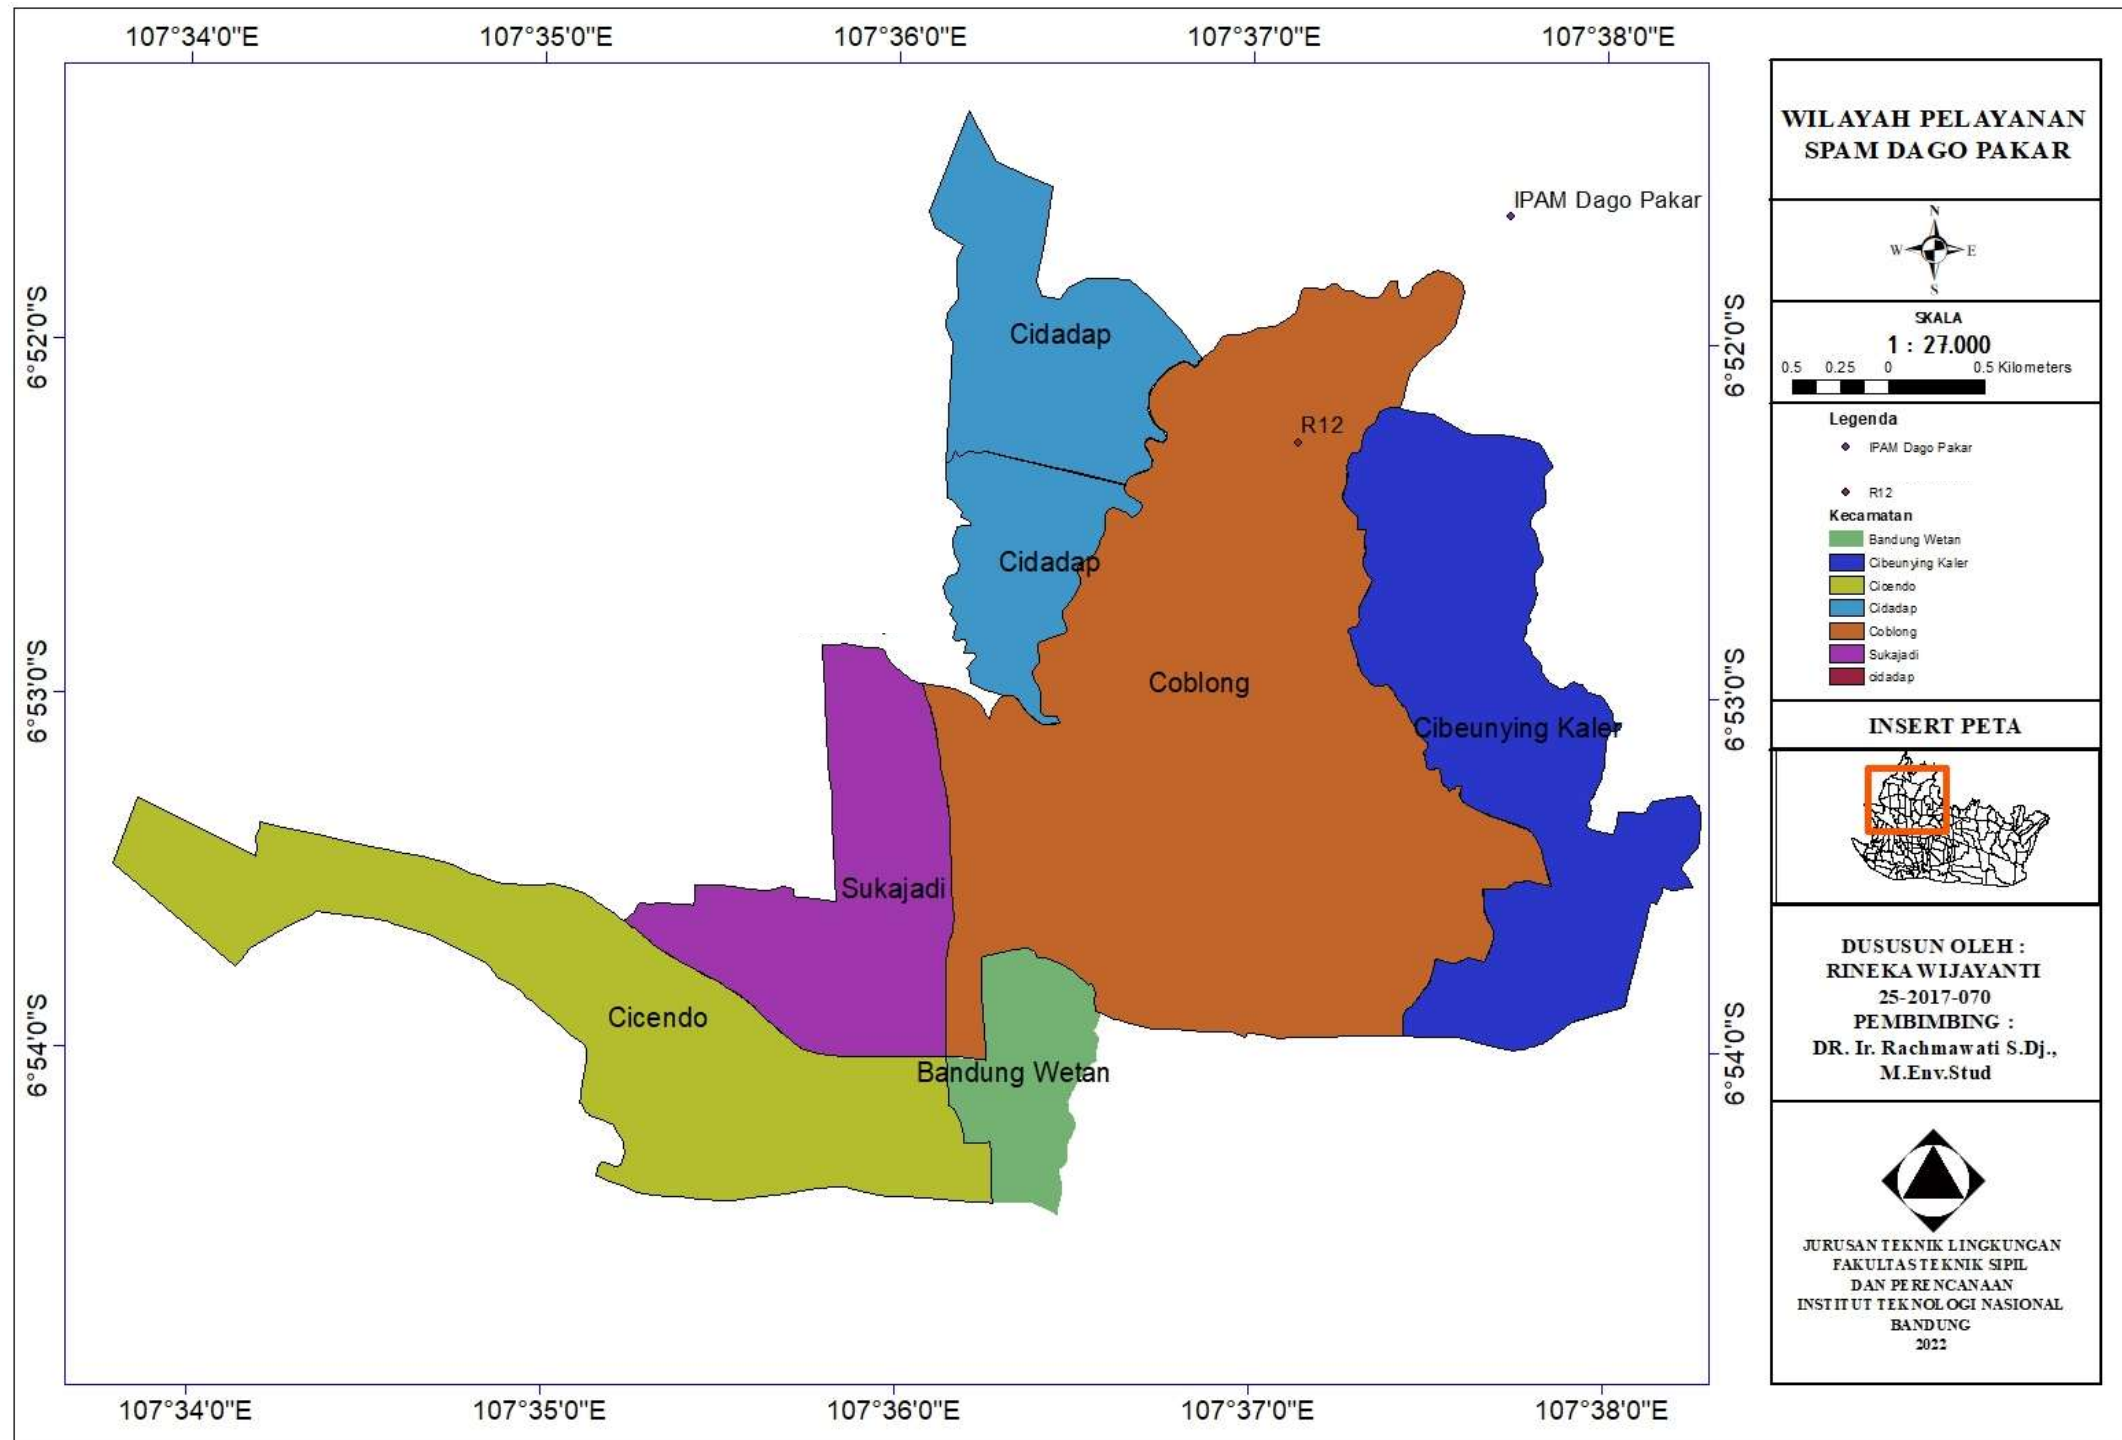 107°34'0"E
107°35'0"E
107°36'0"E
107°37'0"E
107°38'0"E
6°52'0"S
6°53'0"S
6°54'0"S
IPAM Dago Pakar
Cidadap
R12
Cidadap
Coblong
Cibeunying Kaler
Sukajadi
Cicendo
Bandung Wetan
6°52'0"S
6°53'0"S
6°54'0"S
107°34'0"E
107°35'0"E
107°36'0"E
107°37'0"E
107°38'0"E
WILAYAH PELAYANAN
SPAM DAGO PAKAR
N
W E
S
SKALA
1 : 27.000
0.5 0.25 0 0.5 Kilometers
Legenda
IPAM Dago Pakar
R12
Kecamatan
Bandung Wetan
Cibeunying Kaler
Cicendo
Cidadap
Coblong
Sukajadi
cidadap
INSERT PETA
DUSUSUN OLEH :
RINEKA WIJAYANTI
25-2017-070
PEMBIMBING :
DR. Ir. Rachmawati S.Dj.,
M.Env.Stud
JURUSAN TEKNIK LINGKUNGAN
FAKULTAS TEKNIK SIPIL
DAN PERENCANAAN
INSTITUT TEKNOLOGI NASIONAL
BANDUNG
2022